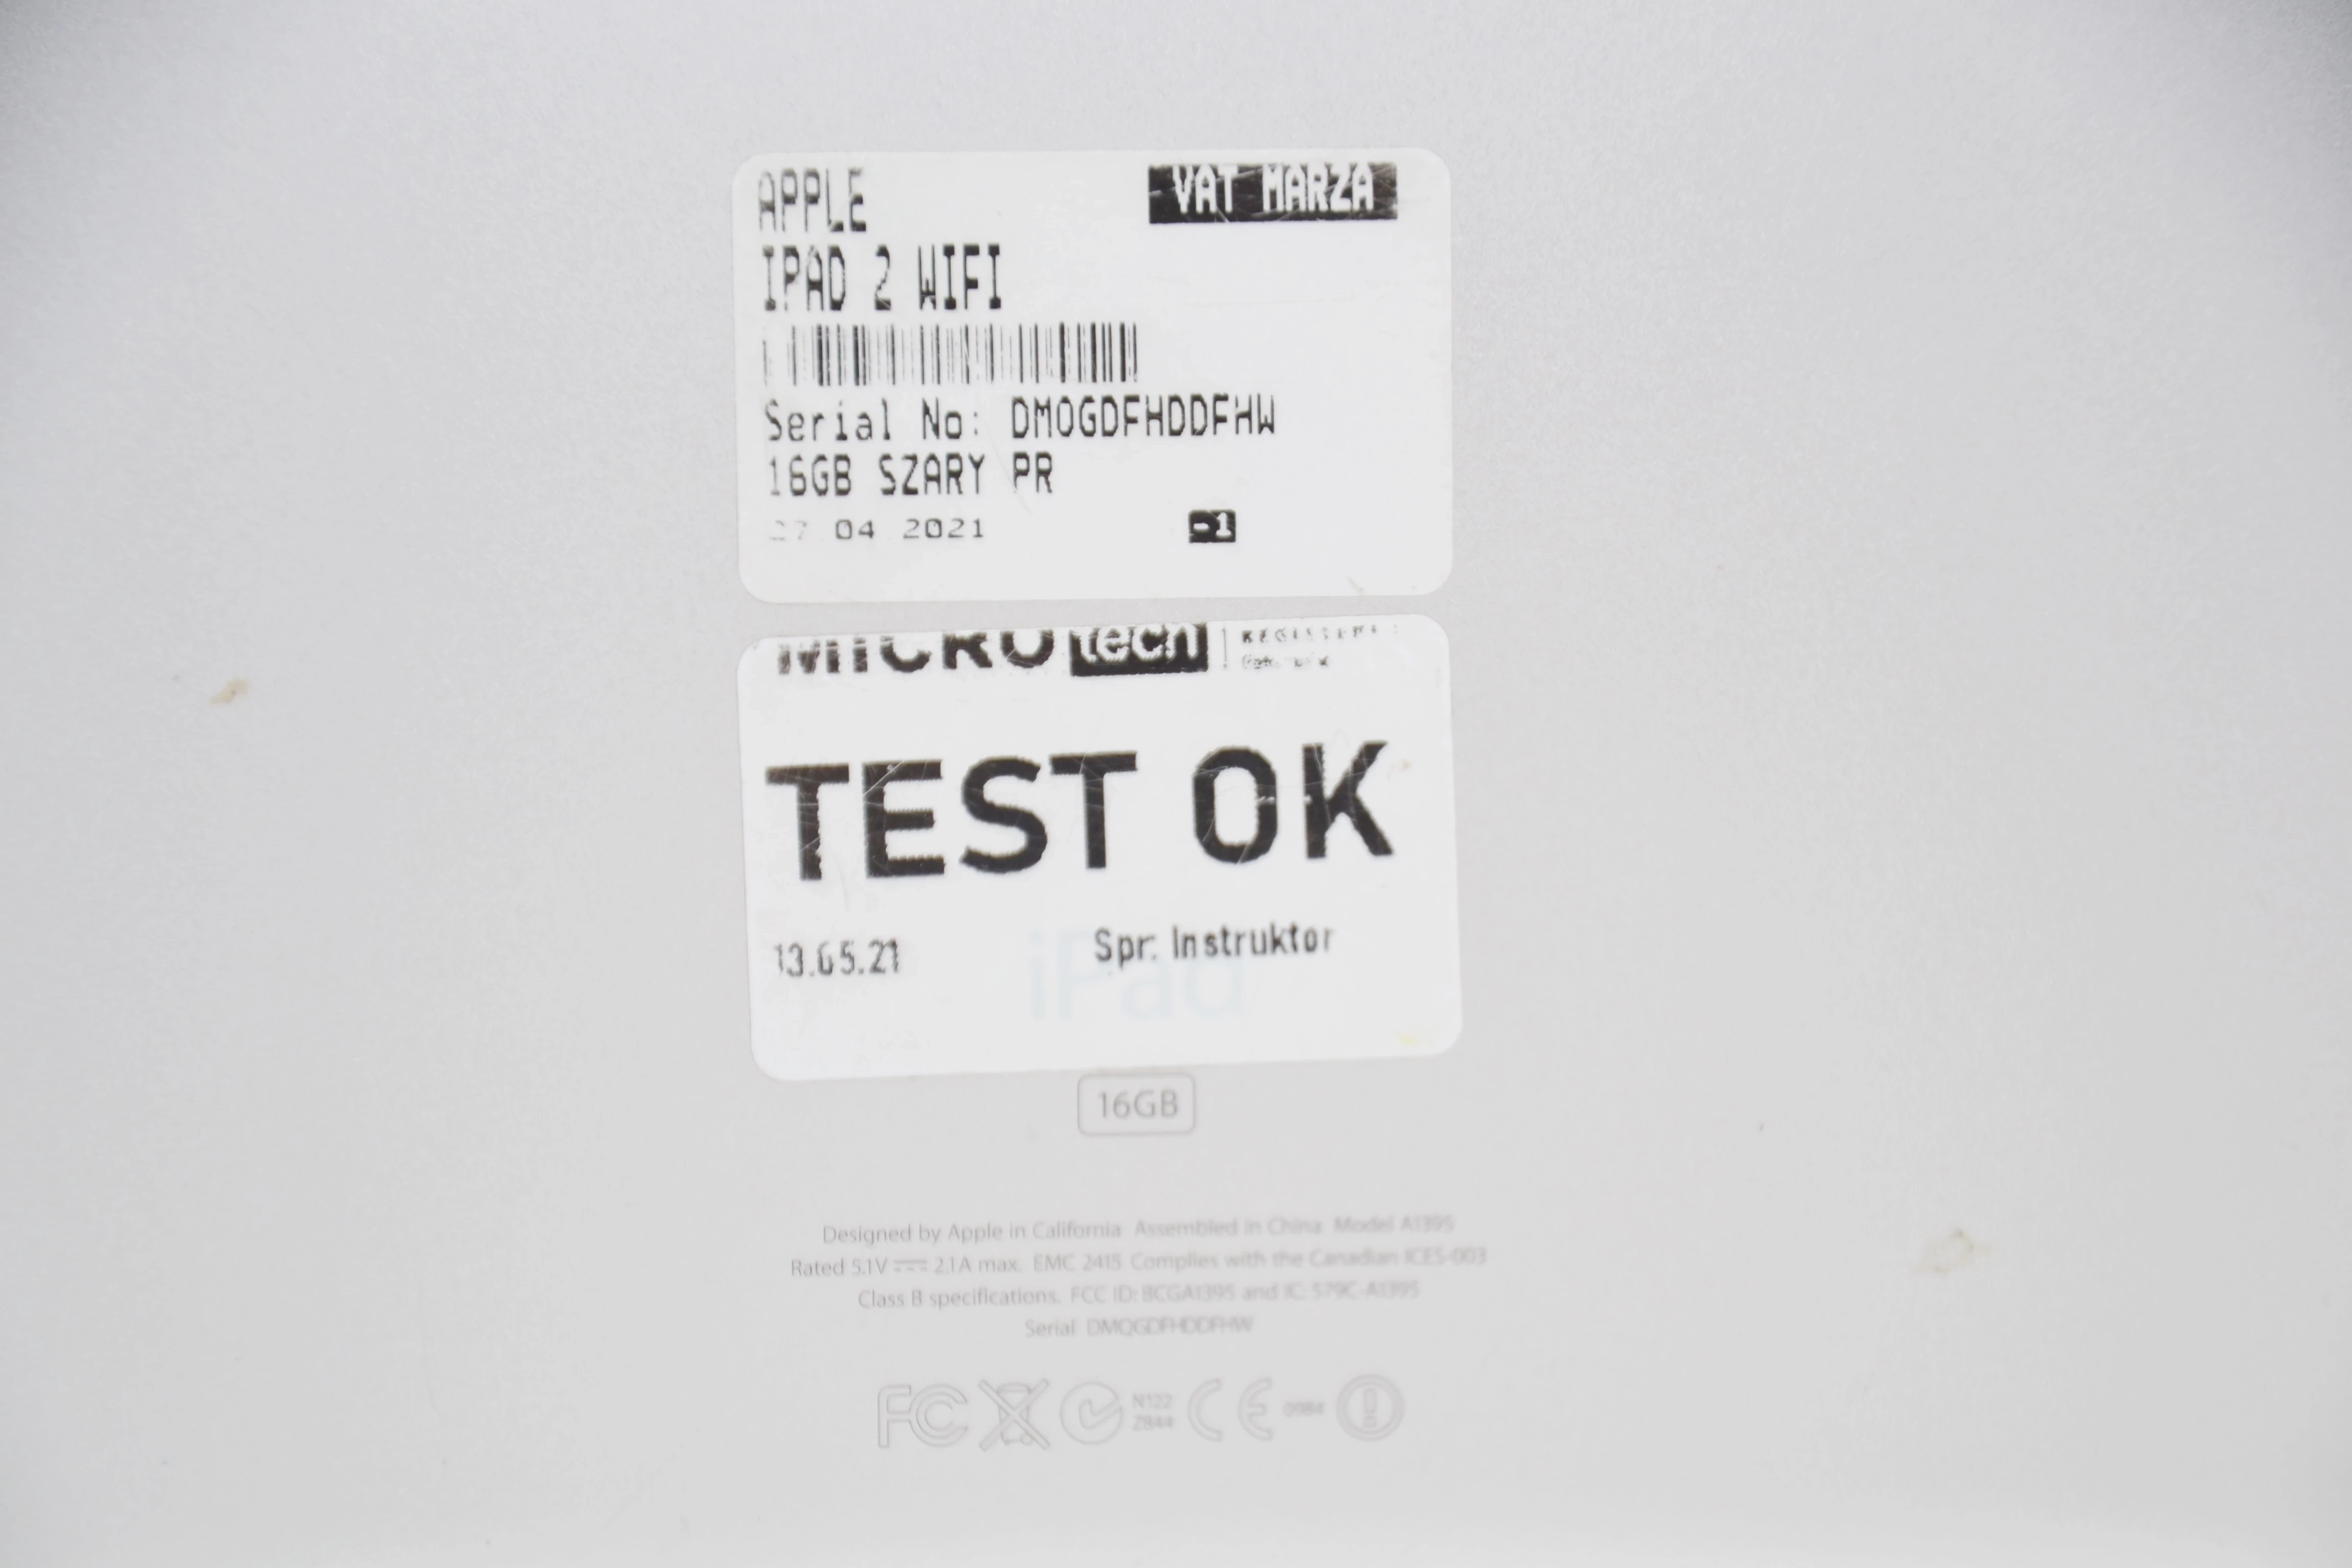 APPLE VAT MARZA
IPAD 2 WIFI
Serial No: DMQGDFHDDFHW
16GB SZARY PR
27 04 2021 -1
MICRO tech
TEST OK
13.05.21 Spr. Instruktor
iPad
16GB
Designed by Apple in California Assembled in China Model A1395
Rated 5.1V 2.1A max. EMC 2415 Complies with the Canadian ICES-003
Class B specifications. FCC ID: BCGA1395 and IC: 579C-A1395
Serial DMQGDFHDDFHW
FC N122 CE 0984
Z844